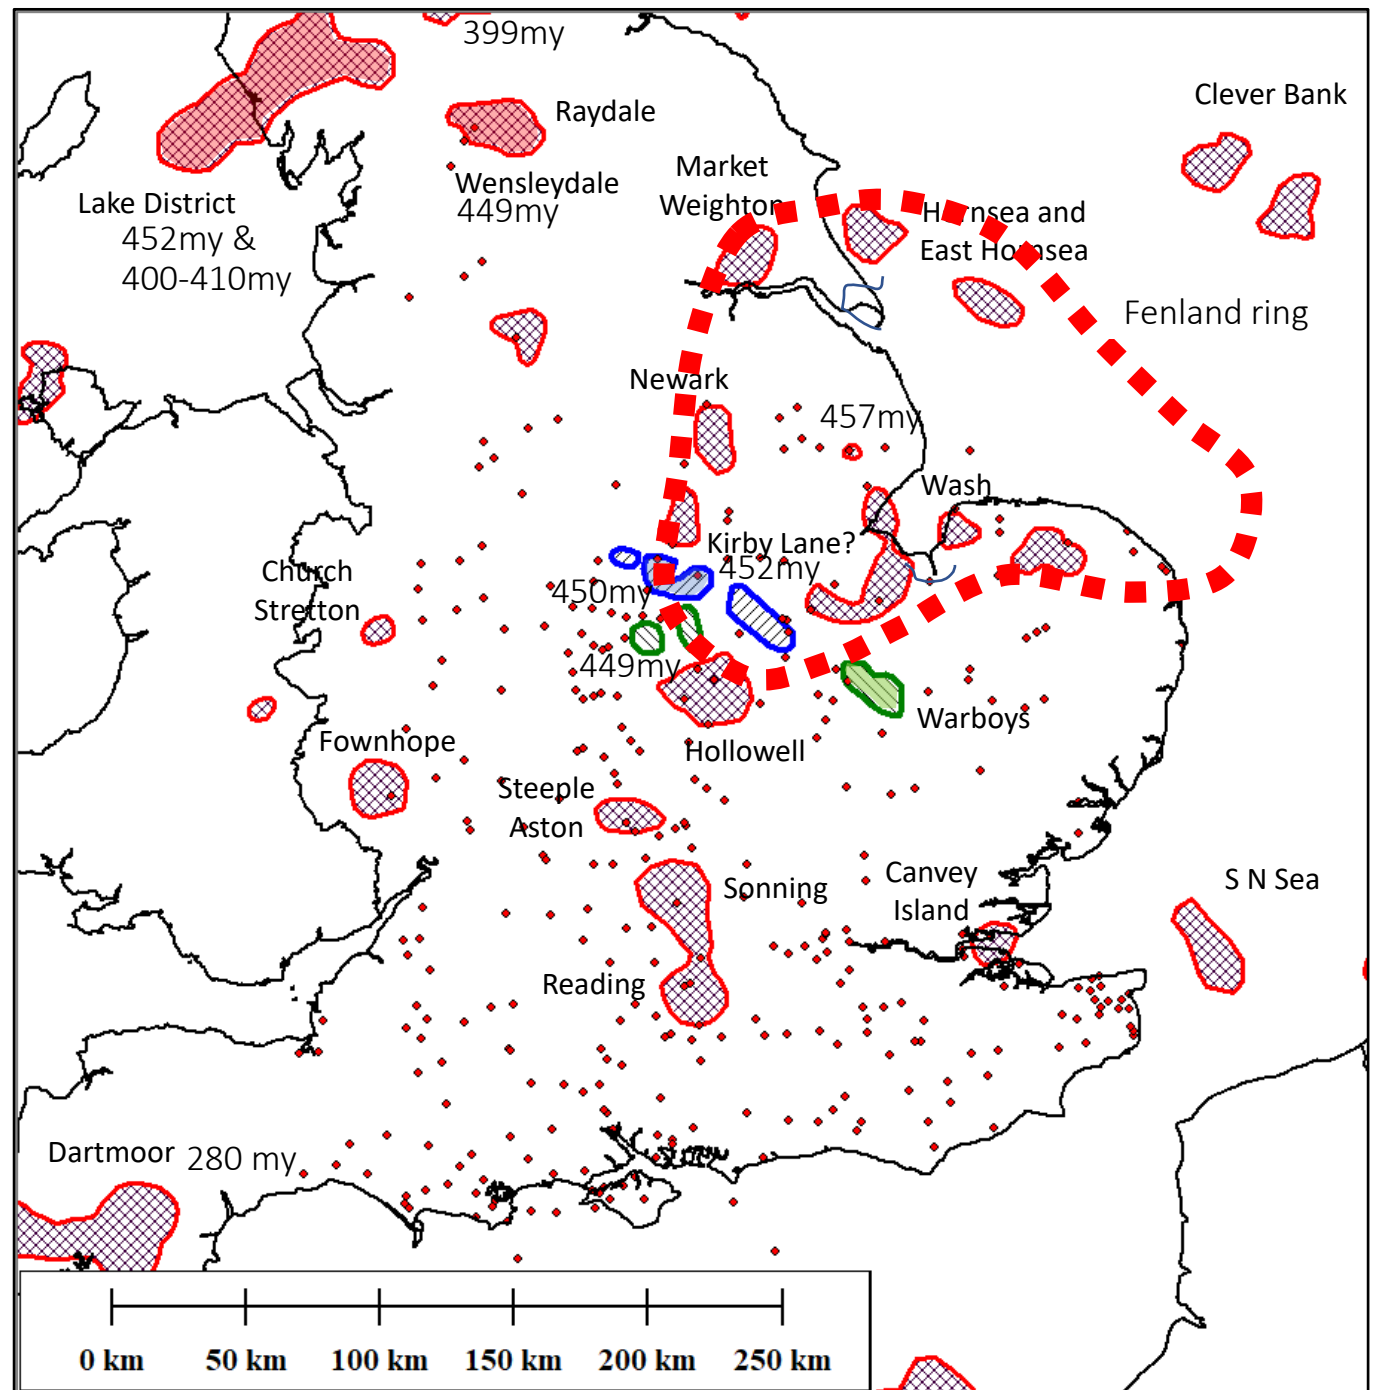 399my
Clever Bank
Raydale
Market
Weighton
Wensleydale
449my
Lake District
452my &
400-410my
Hornsea and
East Hornsea
Fenland ring
Newark
457my
Wash
Kirby Lane?
452my
Church
Stretton
450my
449my
Warboys
Fownhope
Hollowell
Steeple
Aston
Sonning
Canvey
Island
S N Sea
Reading
Dartmoor 280 my
0 km 50 km 100 km 150 km 200 km 250 km